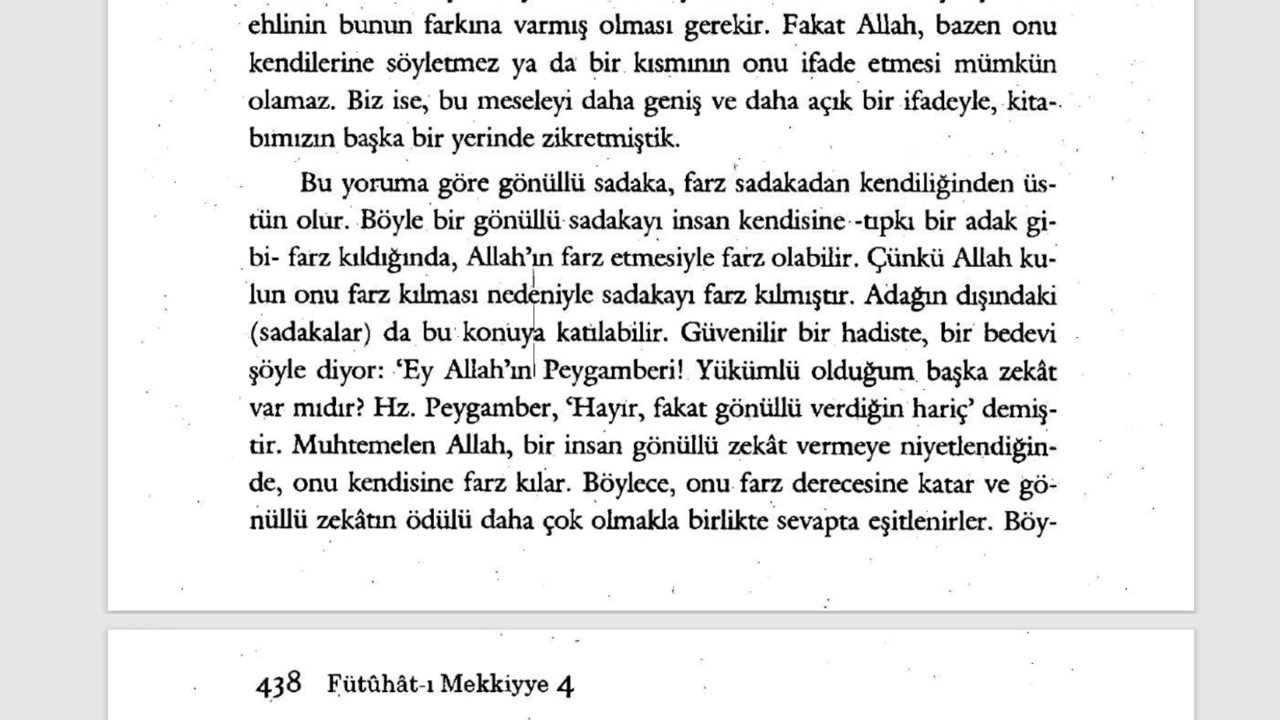 ehlinin bunun farkına varmış olması gerekir. Fakat Allah, bazen onu
kendilerine söyletmez ya da bir kısmının onu ifade etmesi mümkün
olamaz. Biz ise, bu meseleyi daha geniş ve daha açık bir ifadeyle, kita-
bımızın başka bir yerinde zikretmiştik.
Bu yoruma göre gönüllü sadaka, farz sadakadan kendiliğinden üs-
tün olur. Böyle bir gönüllü sadakayı insan kendisine -tıpkı bir adak gi-
bi- farz kıldığında, Allah’ın farz etmesiyle farz olabilir. Çünkü Allah ku-
lun onu farz kılması nedeniyle sadakayı farz kılmıştır. Adağın dışındaki
(sadakalar) da bu konuya katılabilir. Güvenilir bir hadiste, bir bedevi
şöyle diyor: ‘Ey Allah’ın Peygamberi! Yükümlü olduğum başka zekât
var mıdır? Hz. Peygamber, ‘Hayır, fakat gönüllü verdiğin hariç’ demiş-
tir. Muhtemelen Allah, bir insan gönüllü zekât vermeye niyetlendiğin-
de, onu kendisine farz kılar. Böylece, onu farz derecesine katar ve gö-
nüllü zekâtın ödülü daha çok olmakla birlikte sevapta eşitlenirler. Böy-
438 Fütûhât-ı Mekkiyye 4